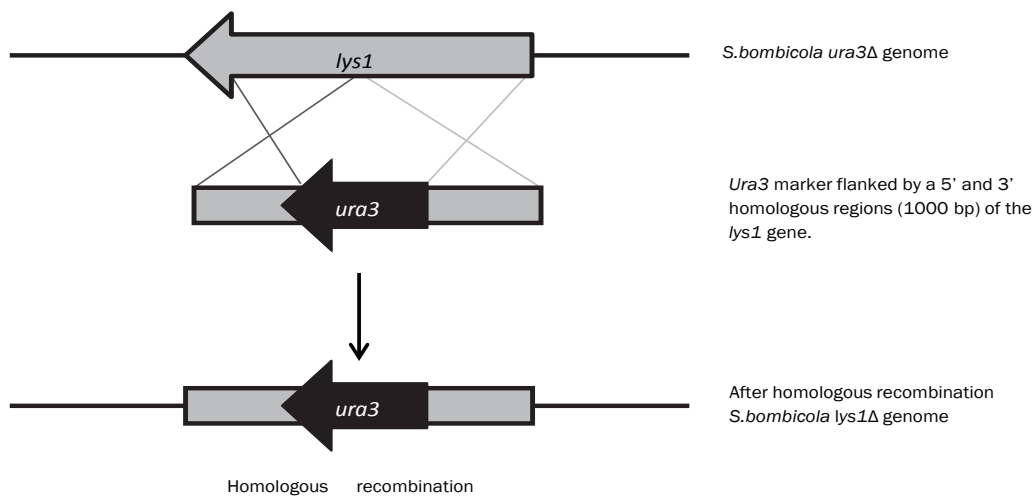 lys1
S.bombicola ura3Δ genome
ura3
Ura3 marker flanked by a 5’ and 3’
homologous regions (1000 bp) of the
lys1 gene.
ura3
After homologous recombination
S.bombicola lys1Δ genome
Homologous recombination